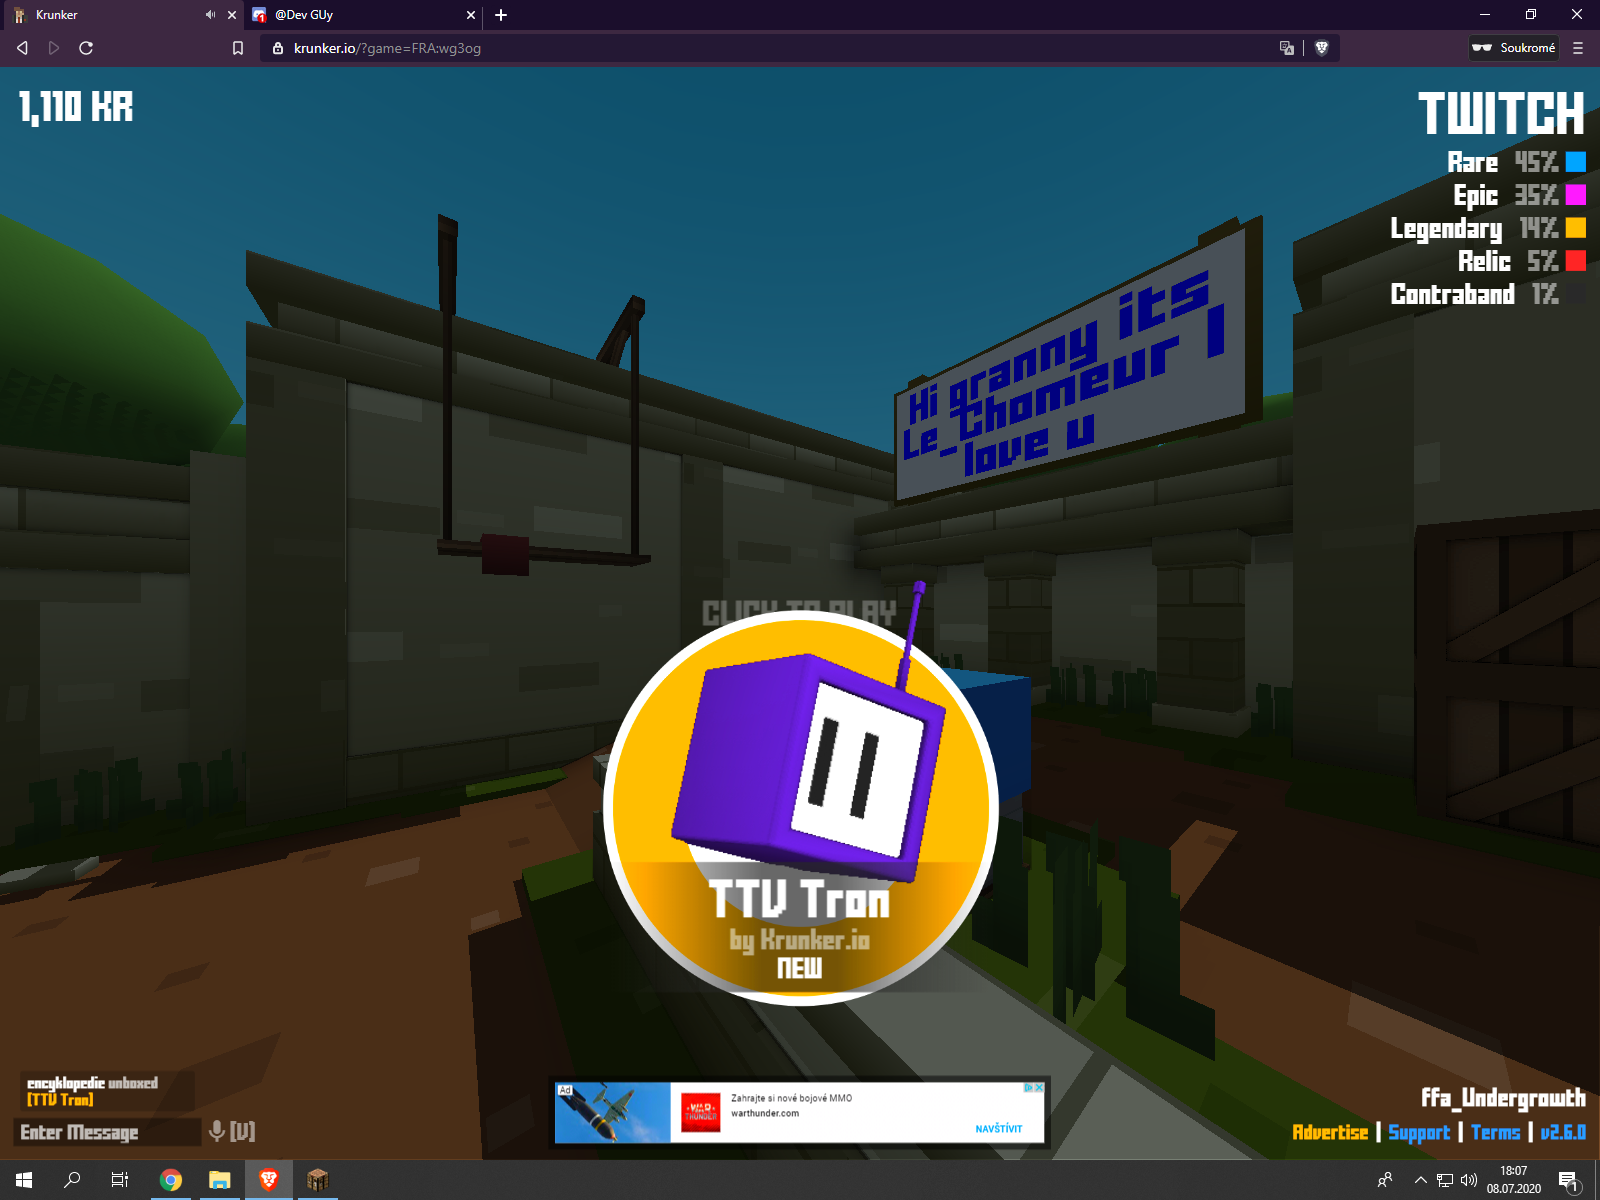 Krunker
@Dev GUy
krunker.io/?game=FRA:wg3og
Soukromé
1,110 KR
TWITCH
Rare 45%
Epic 35%
Legendary 14%
Relic 5%
Contraband 1%
Hi granny its
Le_Chomeur I
love u
CLICK TO PLAY
TTV Tron
by Krunker.io
NEW
encyklopedie unboxed
[TTV Tron]
Enter Message
[V]
Ad
WAR THUNDER
Zahrajte si nové bojové MMO
warthunder.com
NAVŠTÍVIT
ffa_Undergrowth
Advertise | Support | Terms | v2.6.0
18:07
08.07.2020
1